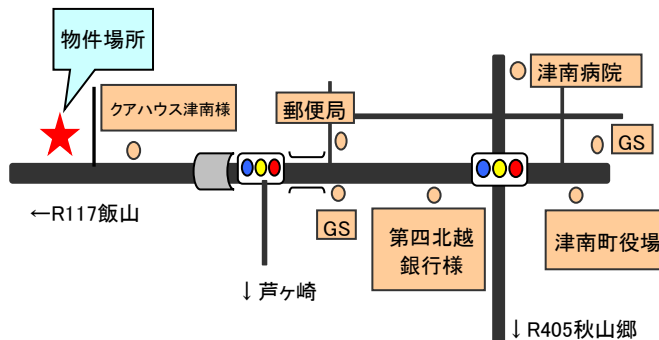 物件場所
クアハウス津南様
郵便局
津南病院
GS
←R117飯山
GS
第四北越
銀行様
津南町役場
↓芦ヶ崎
↓R405秋山郷